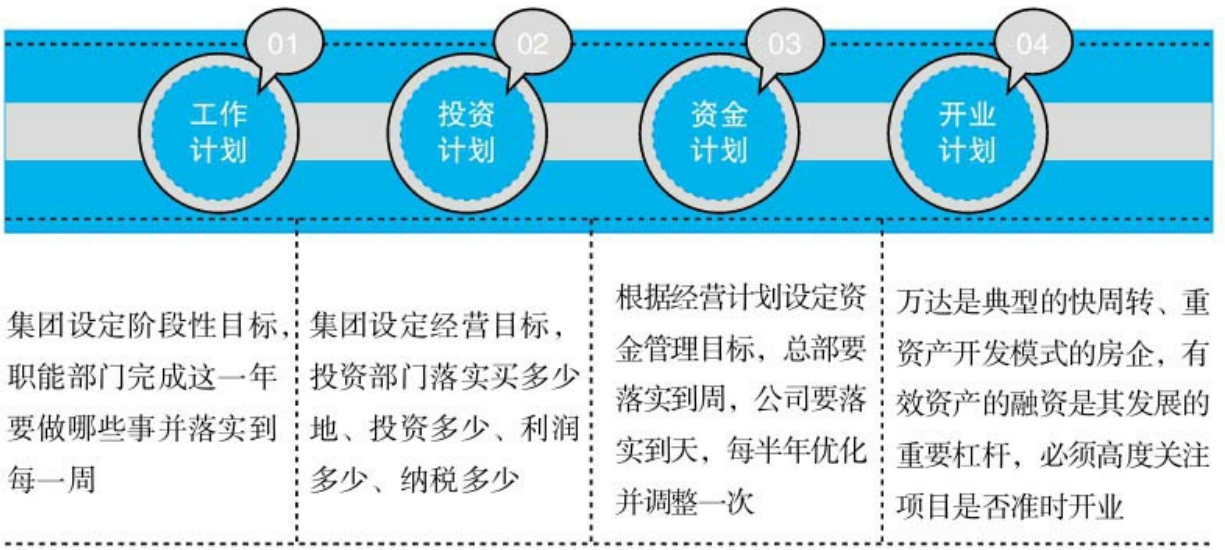 01
工作
计划
02
投资
计划
03
资金
计划
04
开业
计划
集团设定阶段性目标，
职能部门完成这一年
要做哪些事并落实到
每一周
集团设定经营目标，
投资部门落实买多少
地、投资多少、利润
多少、纳税多少
根据经营计划设定资
金管理目标，总部要
落实到周，公司要落
实到天，每半年优化
并调整一次
万达是典型的快周转、重
资产开发模式的房企，有
效资产的融资是其发展的
重要杠杆，必须高度关注
项目是否准时开业